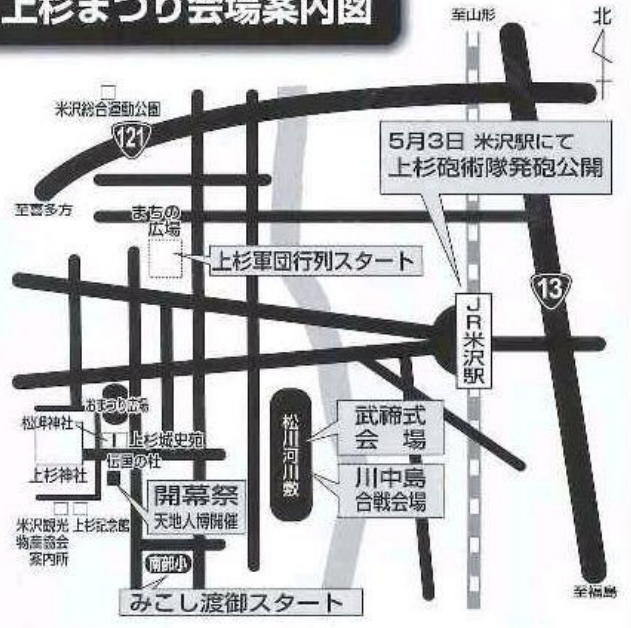 上杉まつり会場案内図
至山形
北
米沢総合運動公園
121
5月3日 米沢駅にて
上杉砲術隊発砲公開
至喜多方
まちの
広場
上杉軍団行列スタート
13
JR米沢駅
おまつり広場
松岬神社
上杉城史苑
伝国の杜
上杉神社
松川河川敷
武禘式
会場
川中島
合戦会場
開幕祭
天地人博開催
米沢観光
物産協会
案内所
上杉記念館
南部小
みこし渡御スタート
至福島